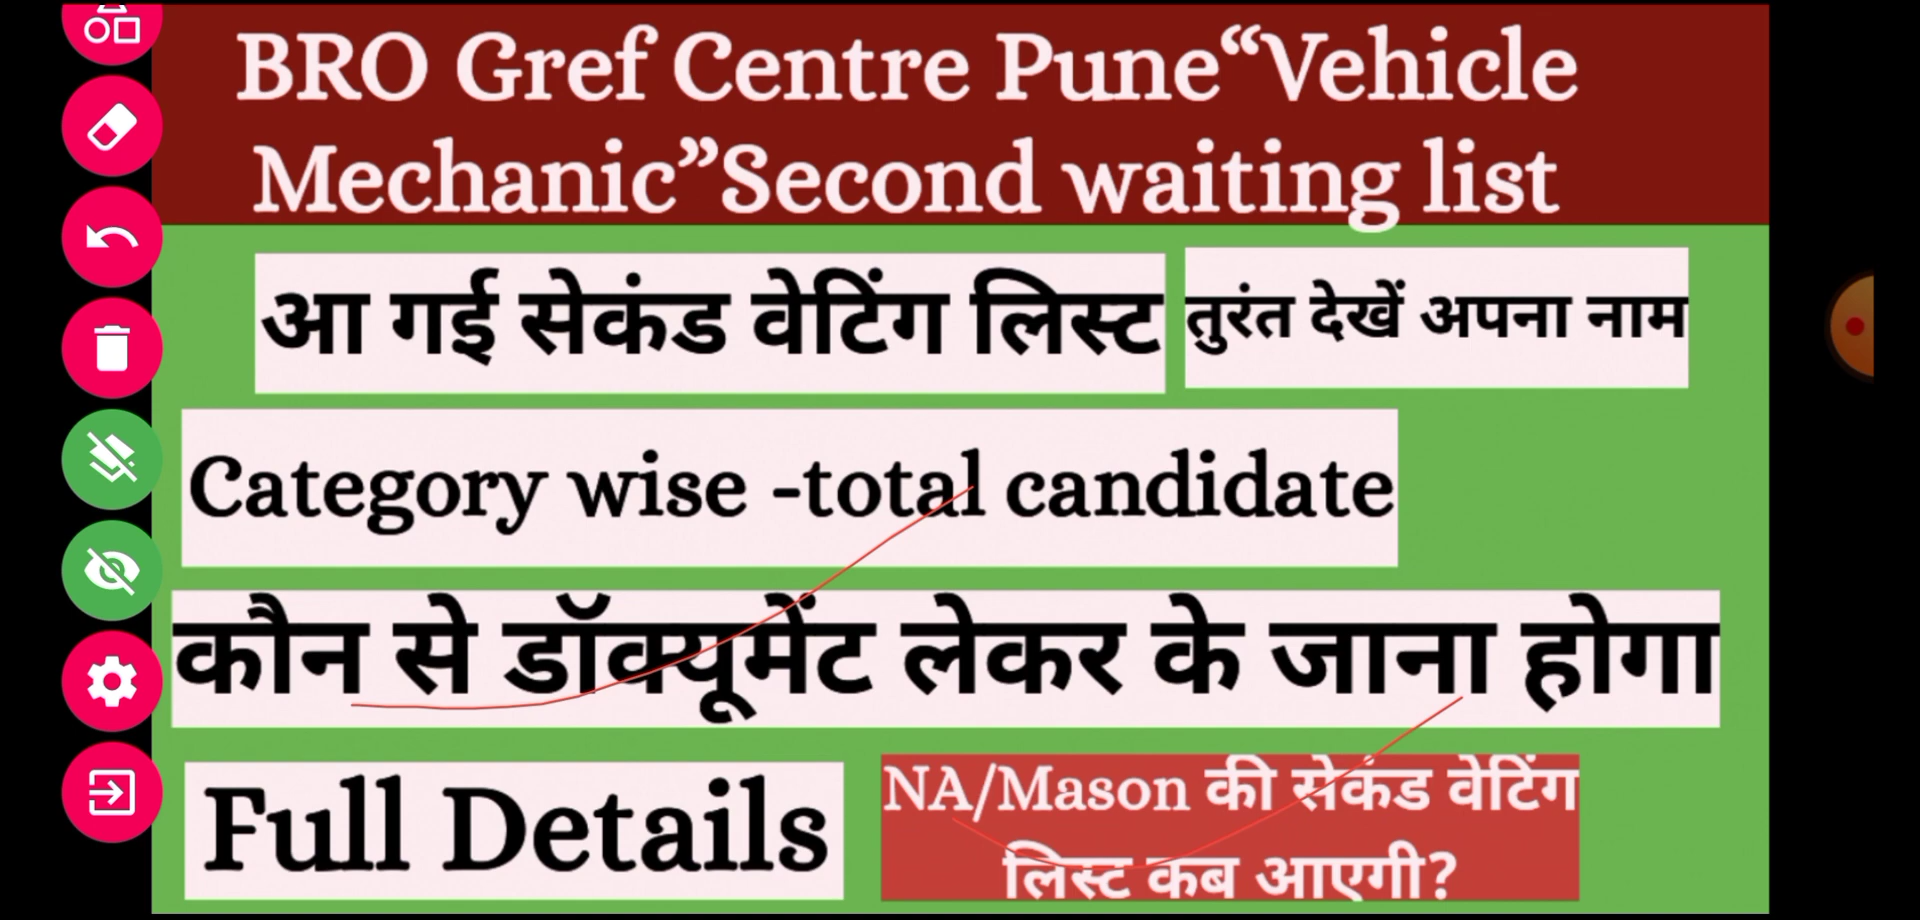 BRO Gref Centre Pune“Vehicle
Mechanic”Second waiting list
आ गई सेकंड वेटिंग लिस्ट
तुरंत देखें अपना नाम
Category wise -total candidate
कौन से डॉक्यूमेंट लेकर के जाना होगा
Full Details
NA/Mason की सेकंड वेटिंग
लिस्ट कब आएगी?